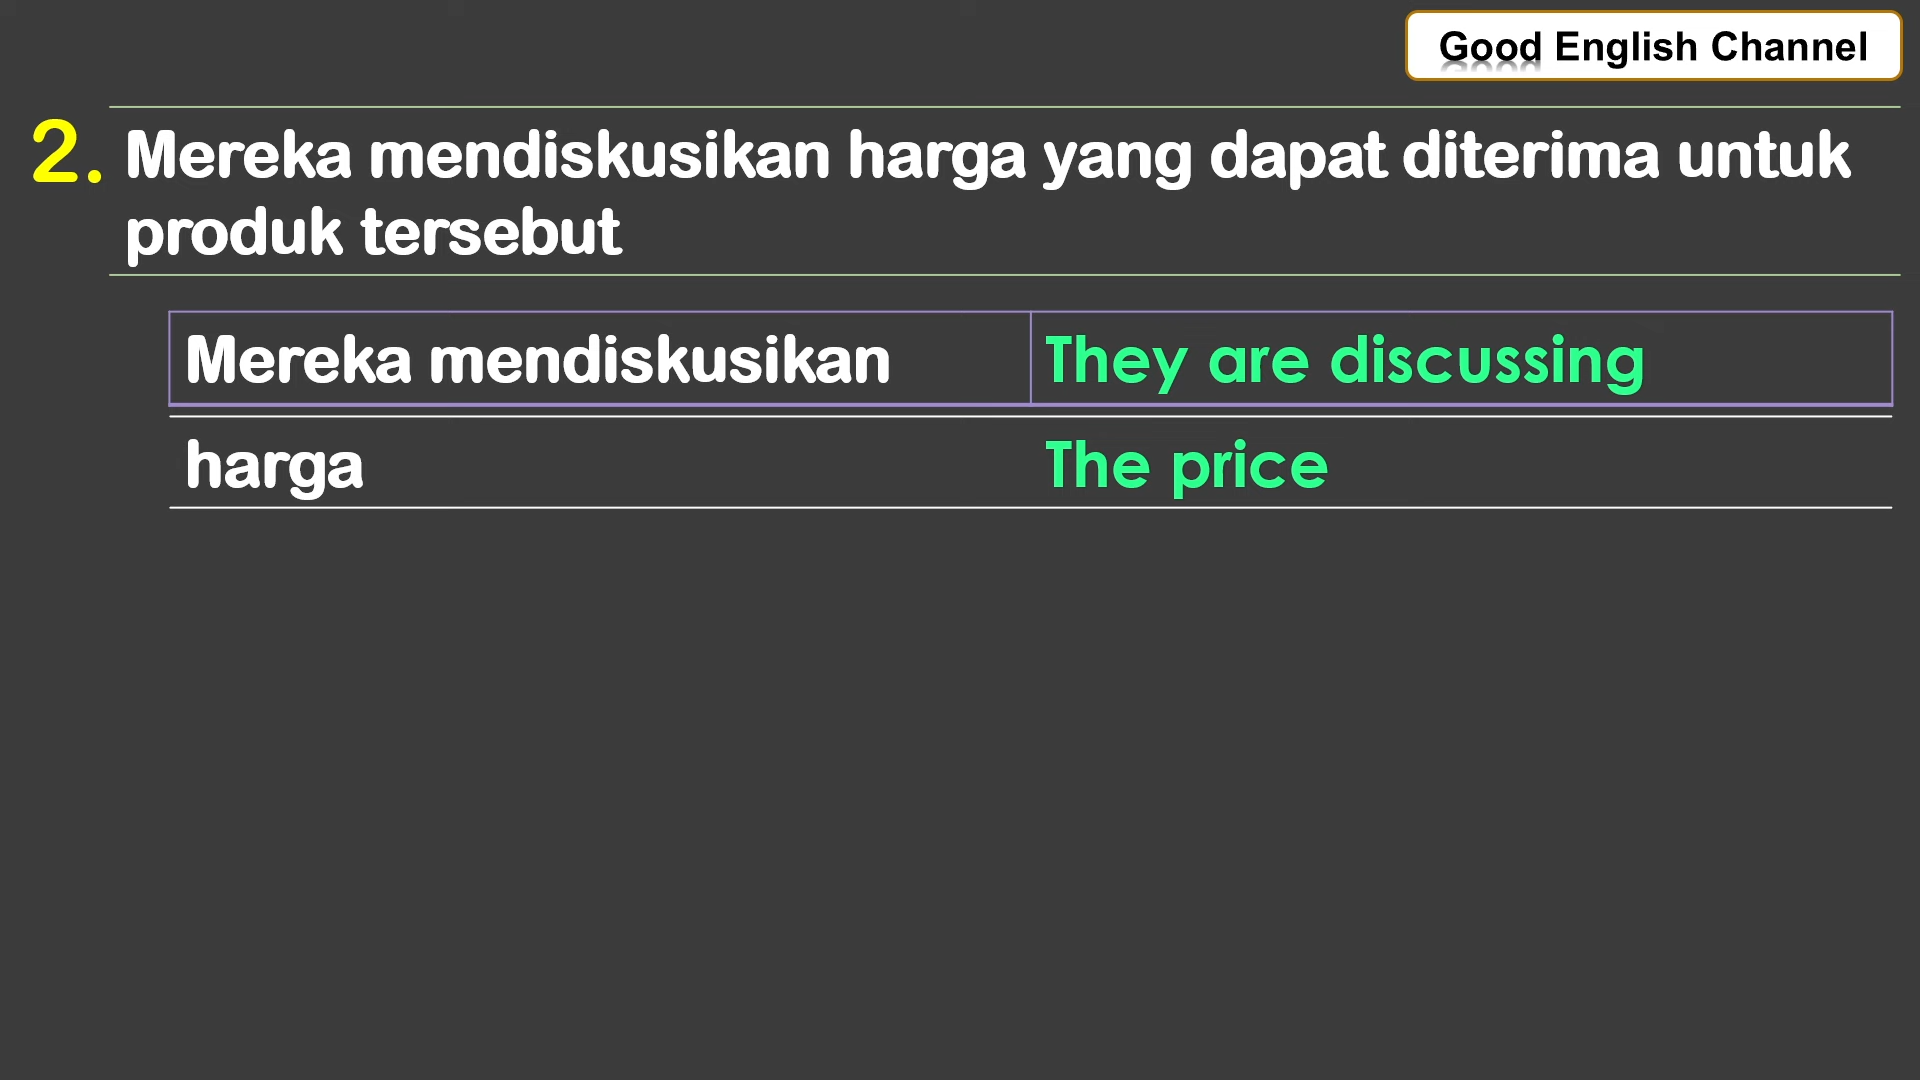 Good English Channel
2. Mereka mendiskusikan harga yang dapat diterima untuk
produk tersebut
Mereka mendiskusikan They are discussing
harga The price